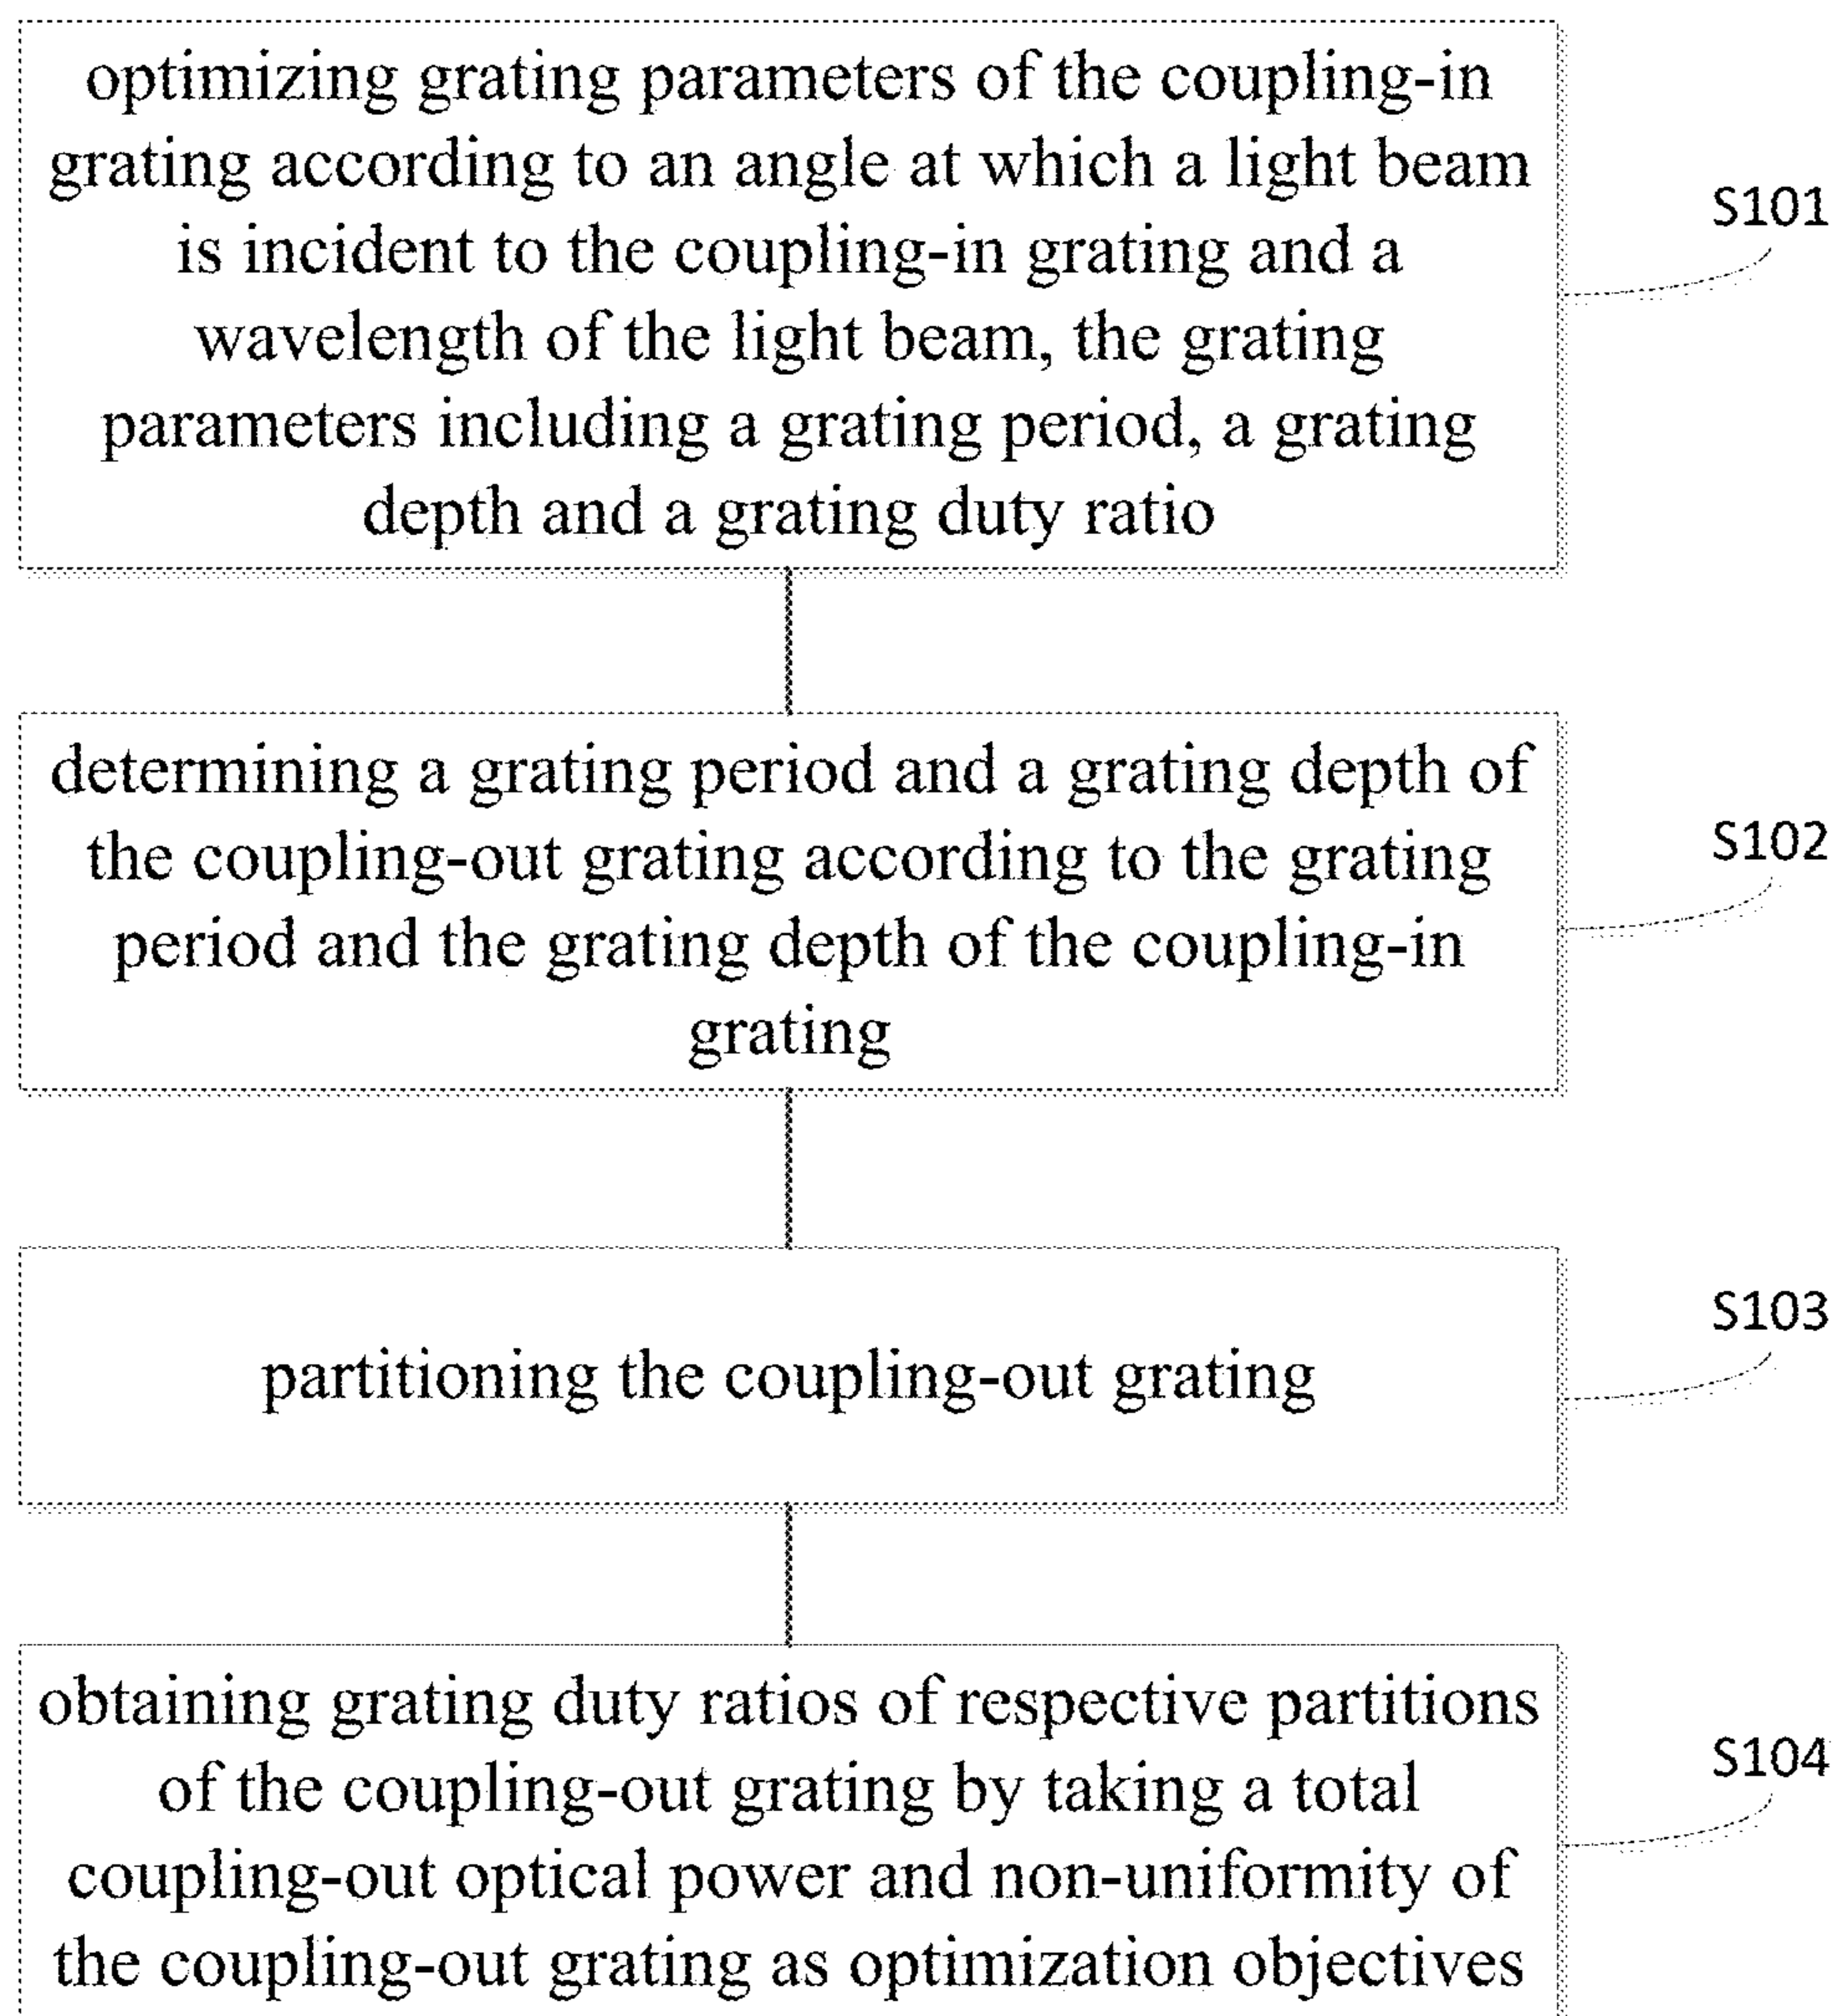 optimizing grating parameters of the coupling-in
grating according to an angle at which a light beam
is incident to the coupling-in grating and a
wavelength of the light beam, the grating
parameters including a grating period, a grating
depth and a grating duty ratio
S101
determining a grating period and a grating depth of
the coupling-out grating according to the grating
period and the grating depth of the coupling-in
grating
S102
partitioning the coupling-out grating
S103
obtaining grating duty ratios of respective partitions
of the coupling-out grating by taking a total
coupling-out optical power and non-uniformity of
the coupling-out grating as optimization objectives
S104